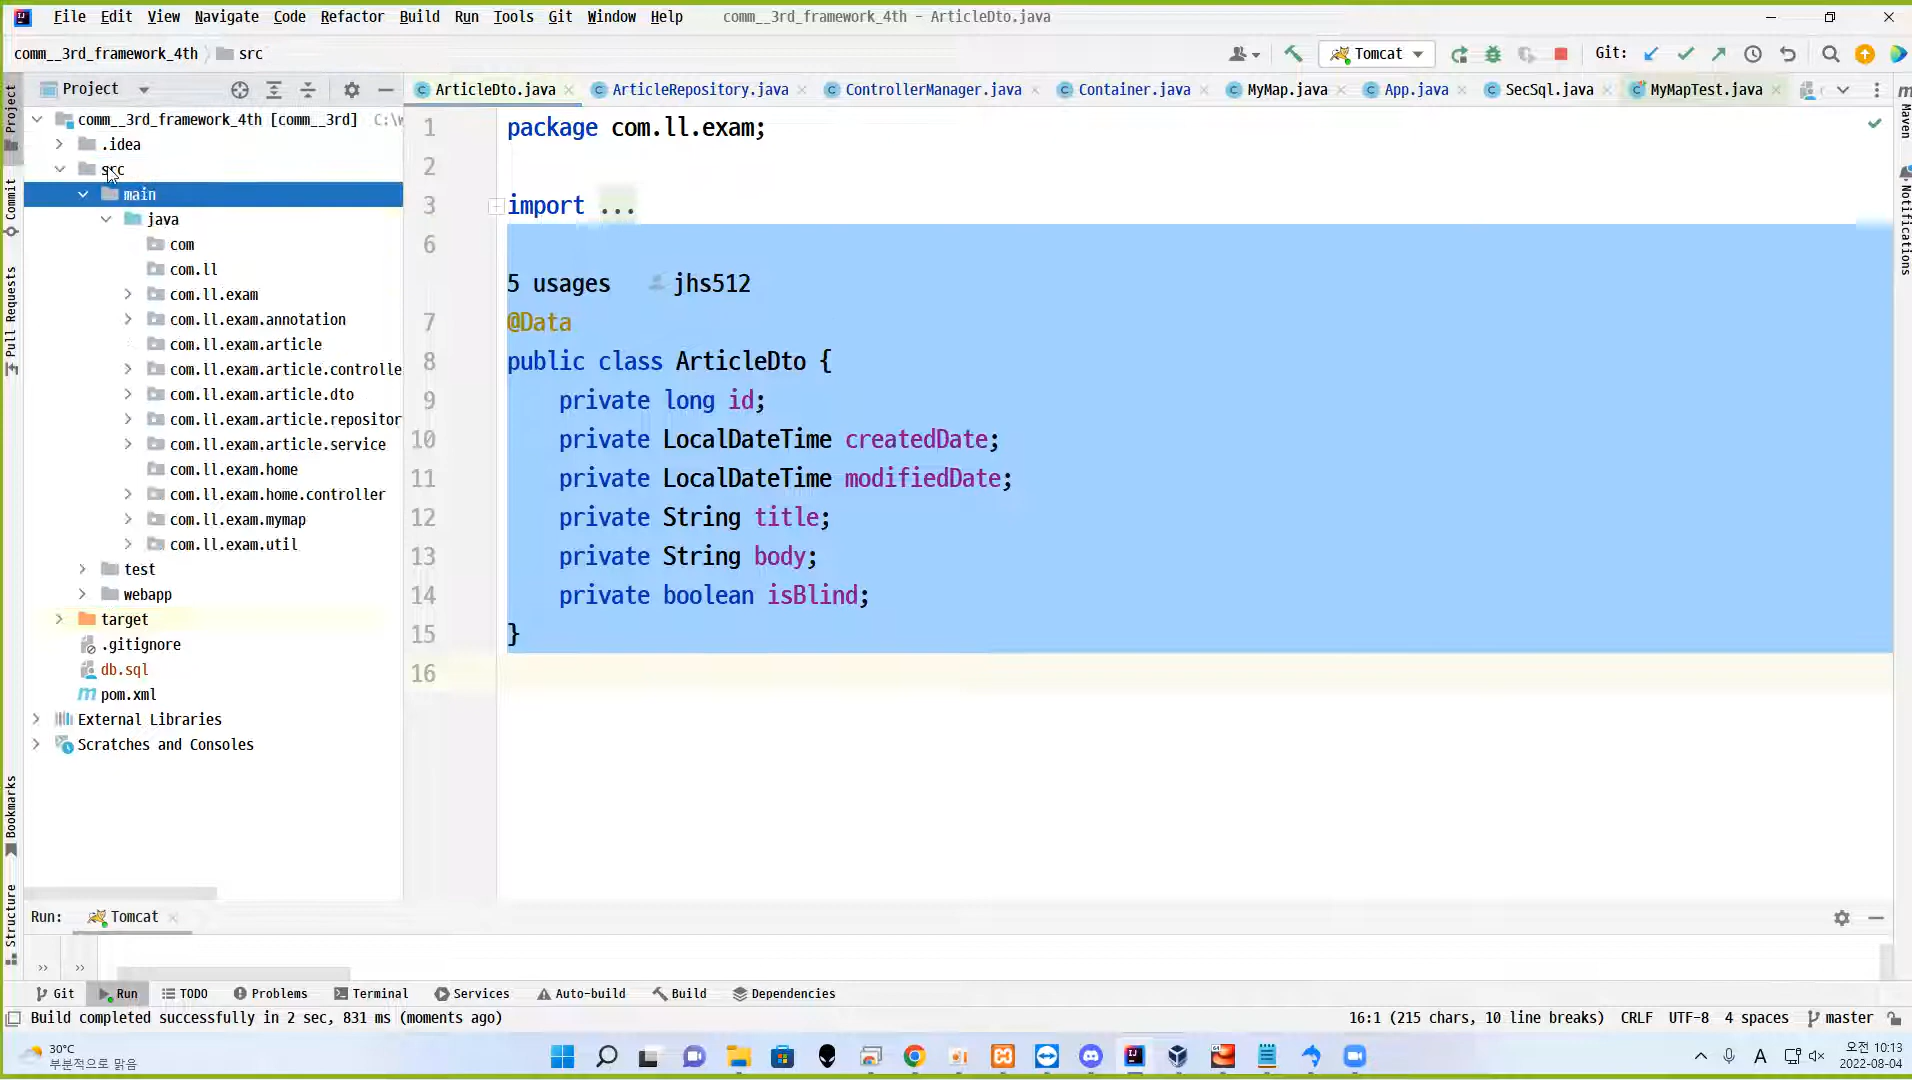 File Edit View Navigate Code Refactor Build Run Tools Git Window Help comm__3rd_framework_4th - ArticleDto.java
comm__3rd_framework_4th src
Tomcat Git:
Project
ArticleDto.java ArticleRepository.java ControllerManager.java Container.java MyMap.java App.java SecSql.java MyMapTest.java
comm__3rd_framework_4th [comm__3rd]
.idea
src
main
java
com
com.ll
com.ll.exam
com.ll.exam.annotation
com.ll.exam.article
com.ll.exam.article.controlle
com.ll.exam.article.dto
com.ll.exam.article.repositor
com.ll.exam.article.service
com.ll.exam.home
com.ll.exam.home.controller
com.ll.exam.mymap
com.ll.exam.util
test
webapp
target
.gitignore
db.sql
pom.xml
External Libraries
Scratches and Consoles
1 package com.ll.exam;
2
3 import ...
6
5 usages jhs512
7 @Data
8 public class ArticleDto {
9 private long id;
10 private LocalDateTime createdDate;
11 private LocalDateTime modifiedDate;
12 private String title;
13 private String body;
14 private boolean isBlind;
15 }
16
Project
Commit
Pull Requests
Bookmarks
Structure
Maven
Notifications
Run: Tomcat
Git Run TODO Problems Terminal Services Auto-build Build Dependencies
Build completed successfully in 2 sec, 831 ms (moments ago) 16:1 (215 chars, 10 line breaks) CRLF UTF-8 4 spaces master
30°C
부분적으로 맑음
A
오전 10:13
2022-08-04